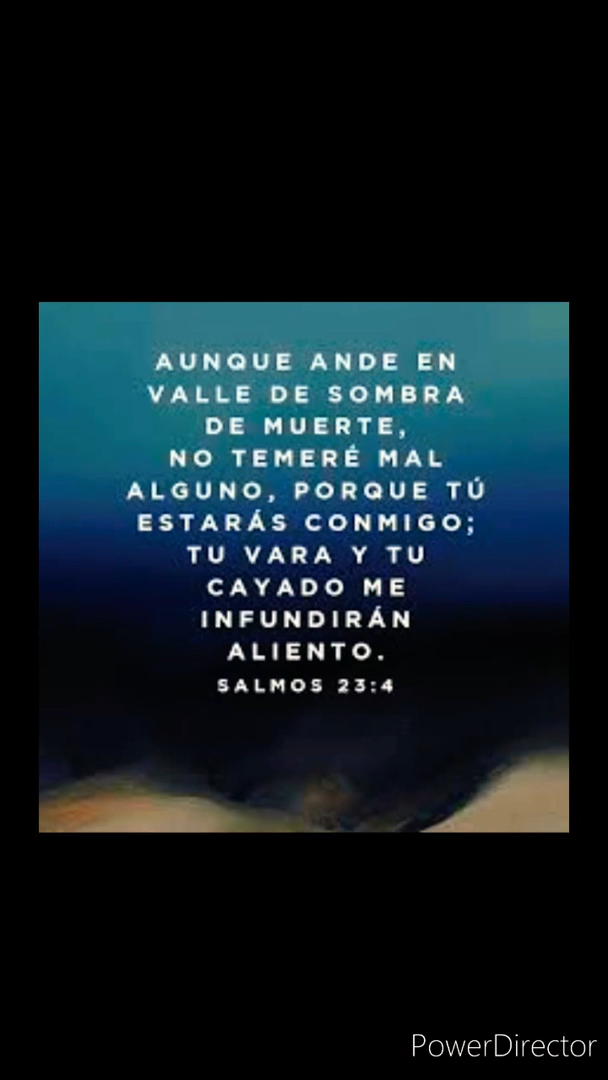 AUNQUE ANDE EN
VALLE DE SOMBRA
DE MUERTE,
NO TEMERÉ MAL
ALGUNO, PORQUE TÚ
ESTARÁS CONMIGO;
TU VARA Y TU
CAYADO ME
INFUNDIRÁN
ALIENTO.
SALMOS 23:4
PowerDirector